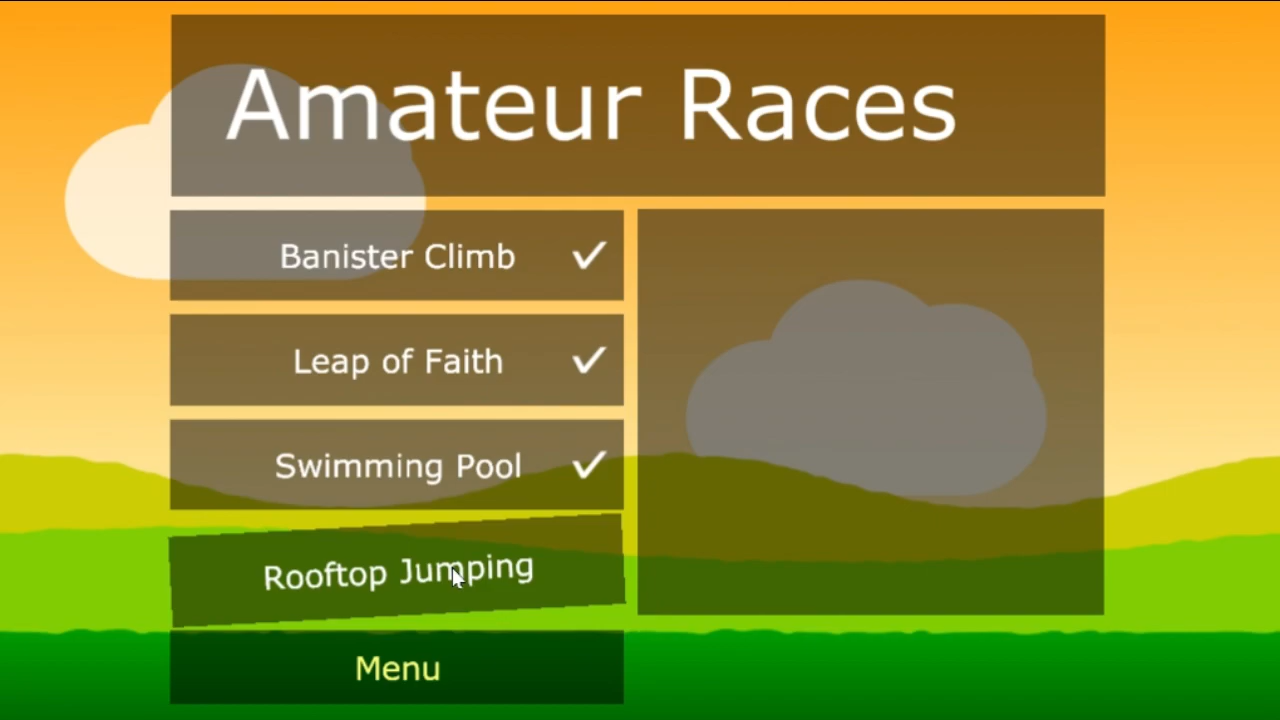 Amateur Races
Banister Climb
Leap of Faith
Swimming Pool
Rooftop Jumping
Menu